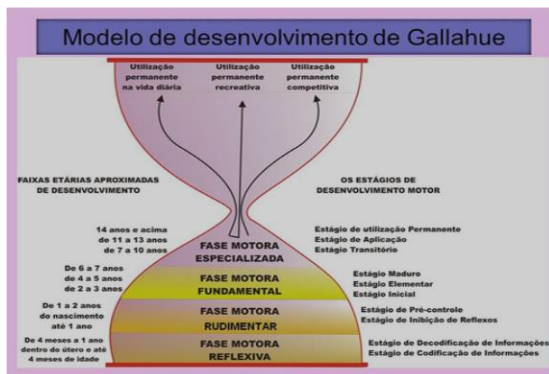 Modelo de desenvolvimento de Gallahue
Utilização
permanente
na vida diária
Utilização
permanente
recreativa
Utilização
permanente
competitiva
FAIXAS ETÁRIAS APROXIMADAS
DE DESENVOLVIMENTO
OS ESTÁGIOS DE
DESENVOLVIMENTO MOTOR
14 anos e acima
de 11 a 13 anos
de 7 a 10 anos
FASE MOTORA
ESPECIALIZADA
Estágio de utilização Permanente
Estágio de Aplicação
Estágio Transitório
De 6 a 7 anos
de 4 a 5 anos
de 2 a 3 anos
FASE MOTORA
FUNDAMENTAL
Estágio Maduro
Estágio Elementar
Estágio Inicial
De 1 a 2 anos
do nascimento
até 1 ano
FASE MOTORA
RUDIMENTAR
Estágio de Pré-controle
Estágio de Inibição de Reflexos
De 4 meses a 1 ano
dentro do útero e até
4 meses de idade
FASE MOTORA
REFLEXIVA
Estágio de Decodificação de Informações
Estágio de Codificação de Informações